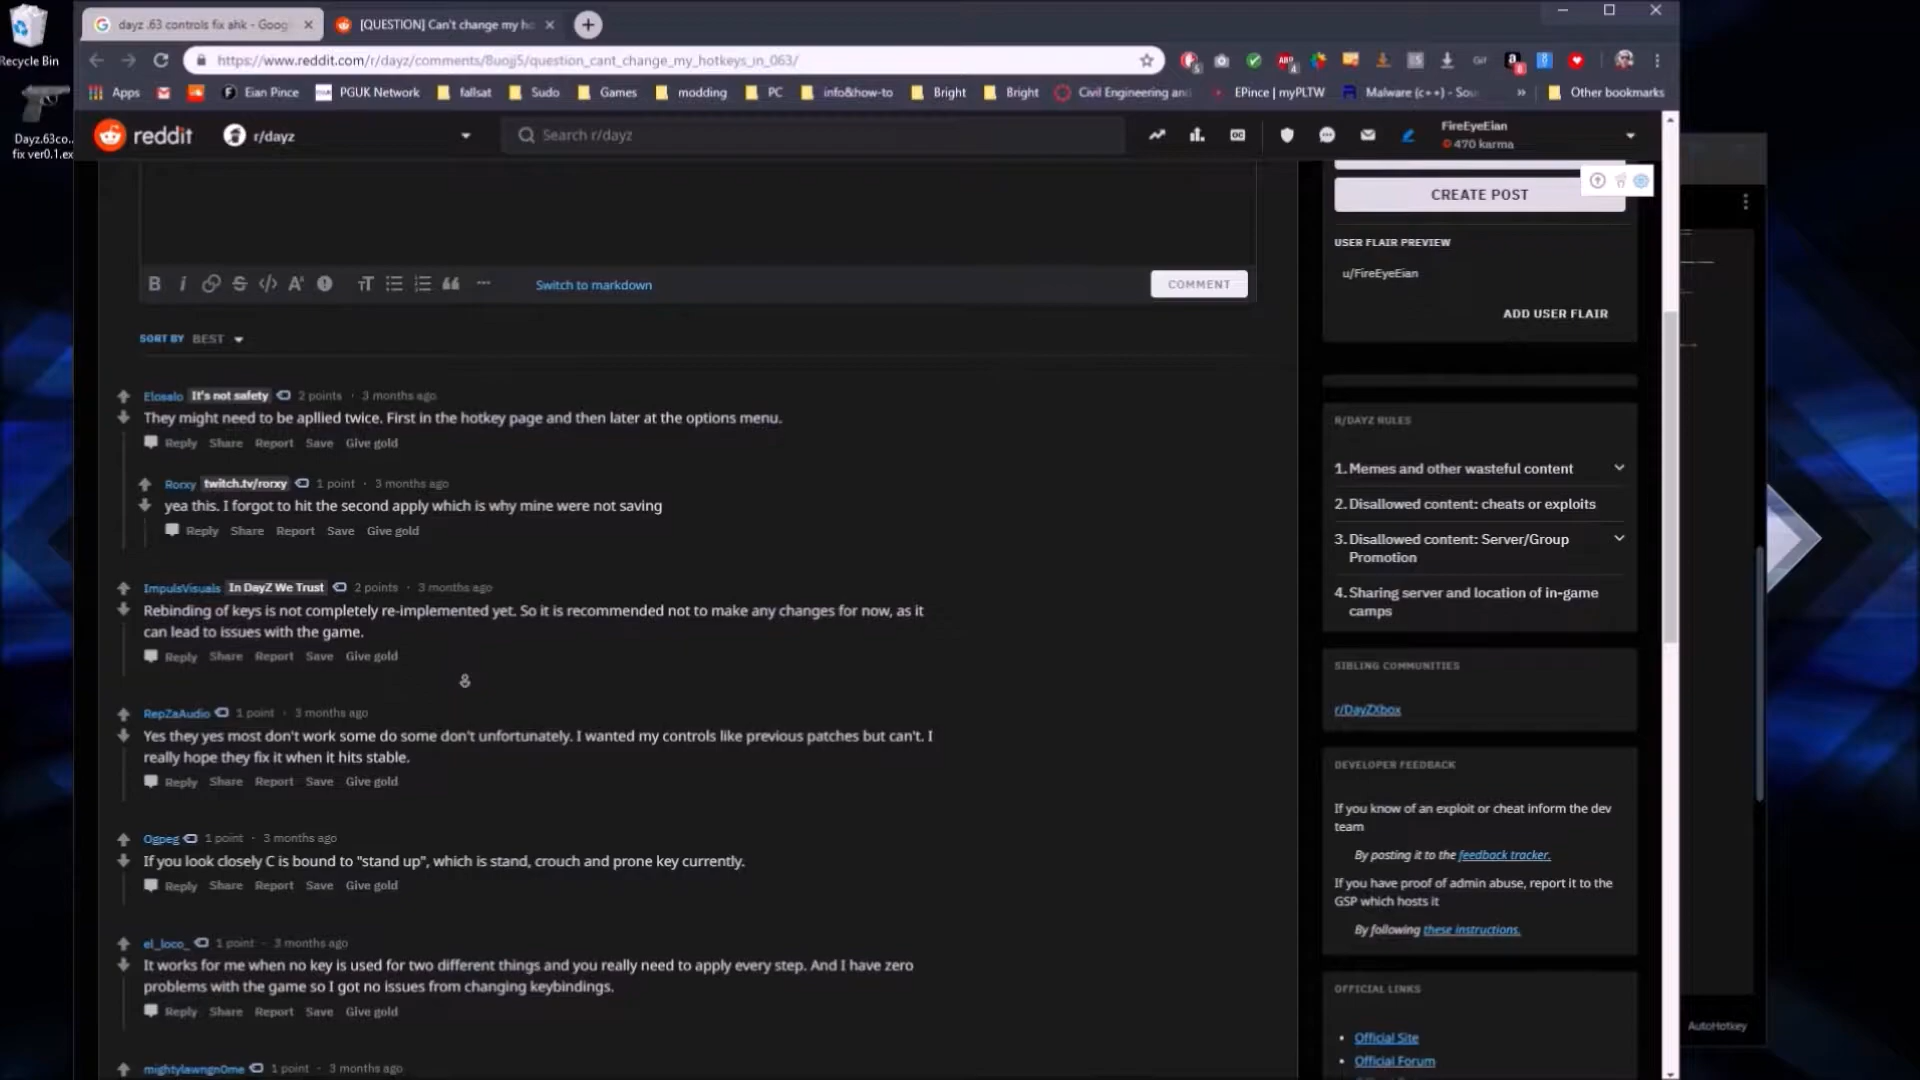 Recycle Bin
Dayz.63co...
fix ver0.1.ex
dayz .63 controls fix ahk - Goog
[QUESTION] Can't change my ho
https://www.reddit.com/r/dayz/comments/8uojj5/question_cant_change_my_hotkeys_in_063/
Apps
Eian Pince
PGUK Network
fallsat
Sudo
Games
modding
PC
info&how-to
Bright
Bright
Civil Engineering and
EPince | myPLTW
Malware (c++) - Sou
»
Other bookmarks
reddit
r/dayz
Search r/dayz
FireEyeEian
470 karma
CREATE POST
USER FLAIR PREVIEW
u/FireEyeEian
ADD USER FLAIR
Switch to markdown
COMMENT
SORT BY BEST
Elosalo It's not safety 2 points · 3 months ago
They might need to be apllied twice. First in the hotkey page and then later at the options menu.
Reply Share Report Save Give gold
Rorxy twitch.tv/rorxy 1 point · 3 months ago
yea this. I forgot to hit the second apply which is why mine were not saving
Reply Share Report Save Give gold
ImpulsVisuals In DayZ We Trust 2 points · 3 months ago
Rebinding of keys is not completely re-implemented yet. So it is recommended not to make any changes for now, as it
can lead to issues with the game.
Reply Share Report Save Give gold
RepZaAudio 1 point · 3 months ago
Yes they yes most don't work some do some don't unfortunately. I wanted my controls like previous patches but can't. I
really hope they fix it when it hits stable.
Reply Share Report Save Give gold
Ogpeg 1 point · 3 months ago
If you look closely C is bound to "stand up", which is stand, crouch and prone key currently.
Reply Share Report Save Give gold
el_loco_ 1 point · 3 months ago
It works for me when no key is used for two different things and you really need to apply every step. And I have zero
problems with the game so I got no issues from changing keybindings.
Reply Share Report Save Give gold
mightylawngn0me 1 point · 3 months ago
R/DAYZ RULES
1. Memes and other wasteful content
2. Disallowed content: cheats or exploits
3. Disallowed content: Server/Group
Promotion
4. Sharing server and location of in-game
camps
SIBLING COMMUNITIES
r/DayZXbox
DEVELOPER FEEDBACK
If you know of an exploit or cheat inform the dev
team
By posting it to the feedback tracker.
If you have proof of admin abuse, report it to the
GSP which hosts it
By following these instructions.
OFFICIAL LINKS
Official Site
Official Forum
AutoHotkey